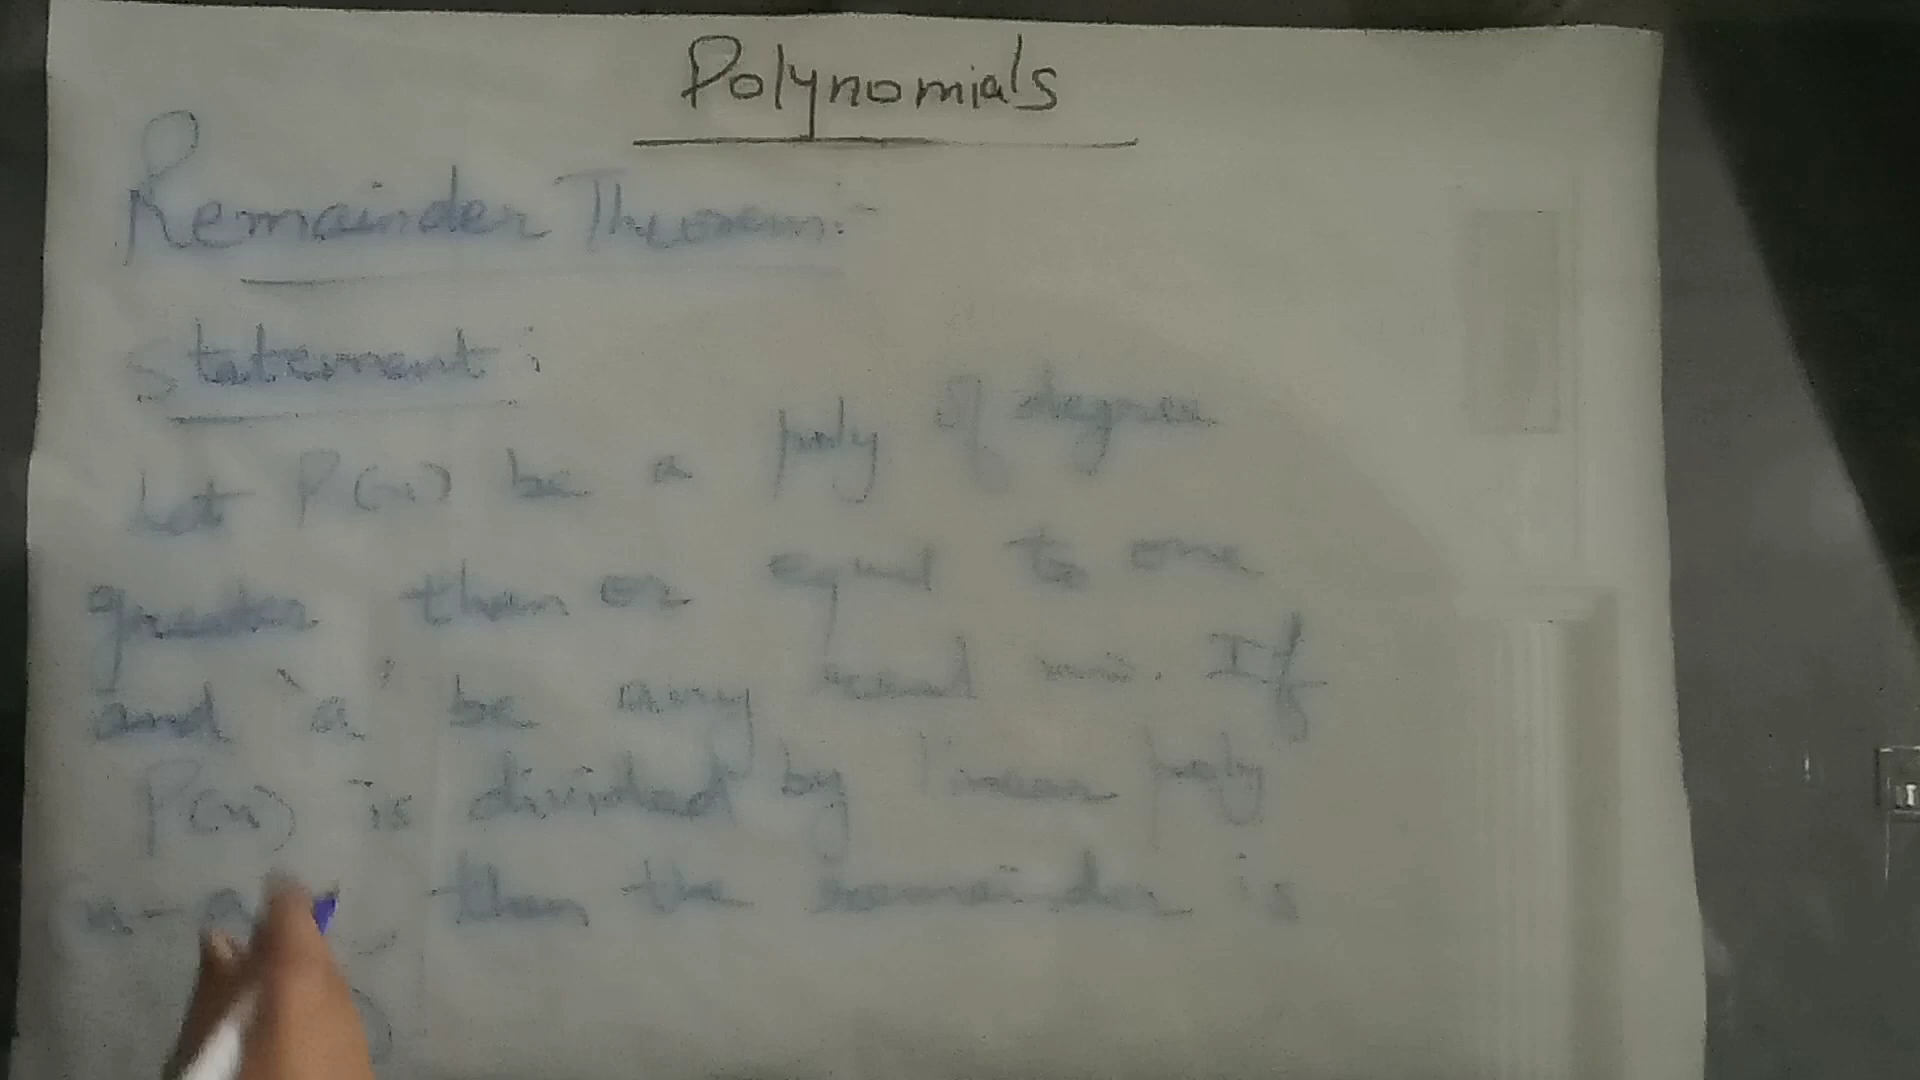 Polynomials
Remainder Theorem:-
Statement:
Let P(x) be a poly of degree
greater than or equal to one
and 'a' be any real no. If
P(x) is divided by linear poly
x-a, then the remainder is